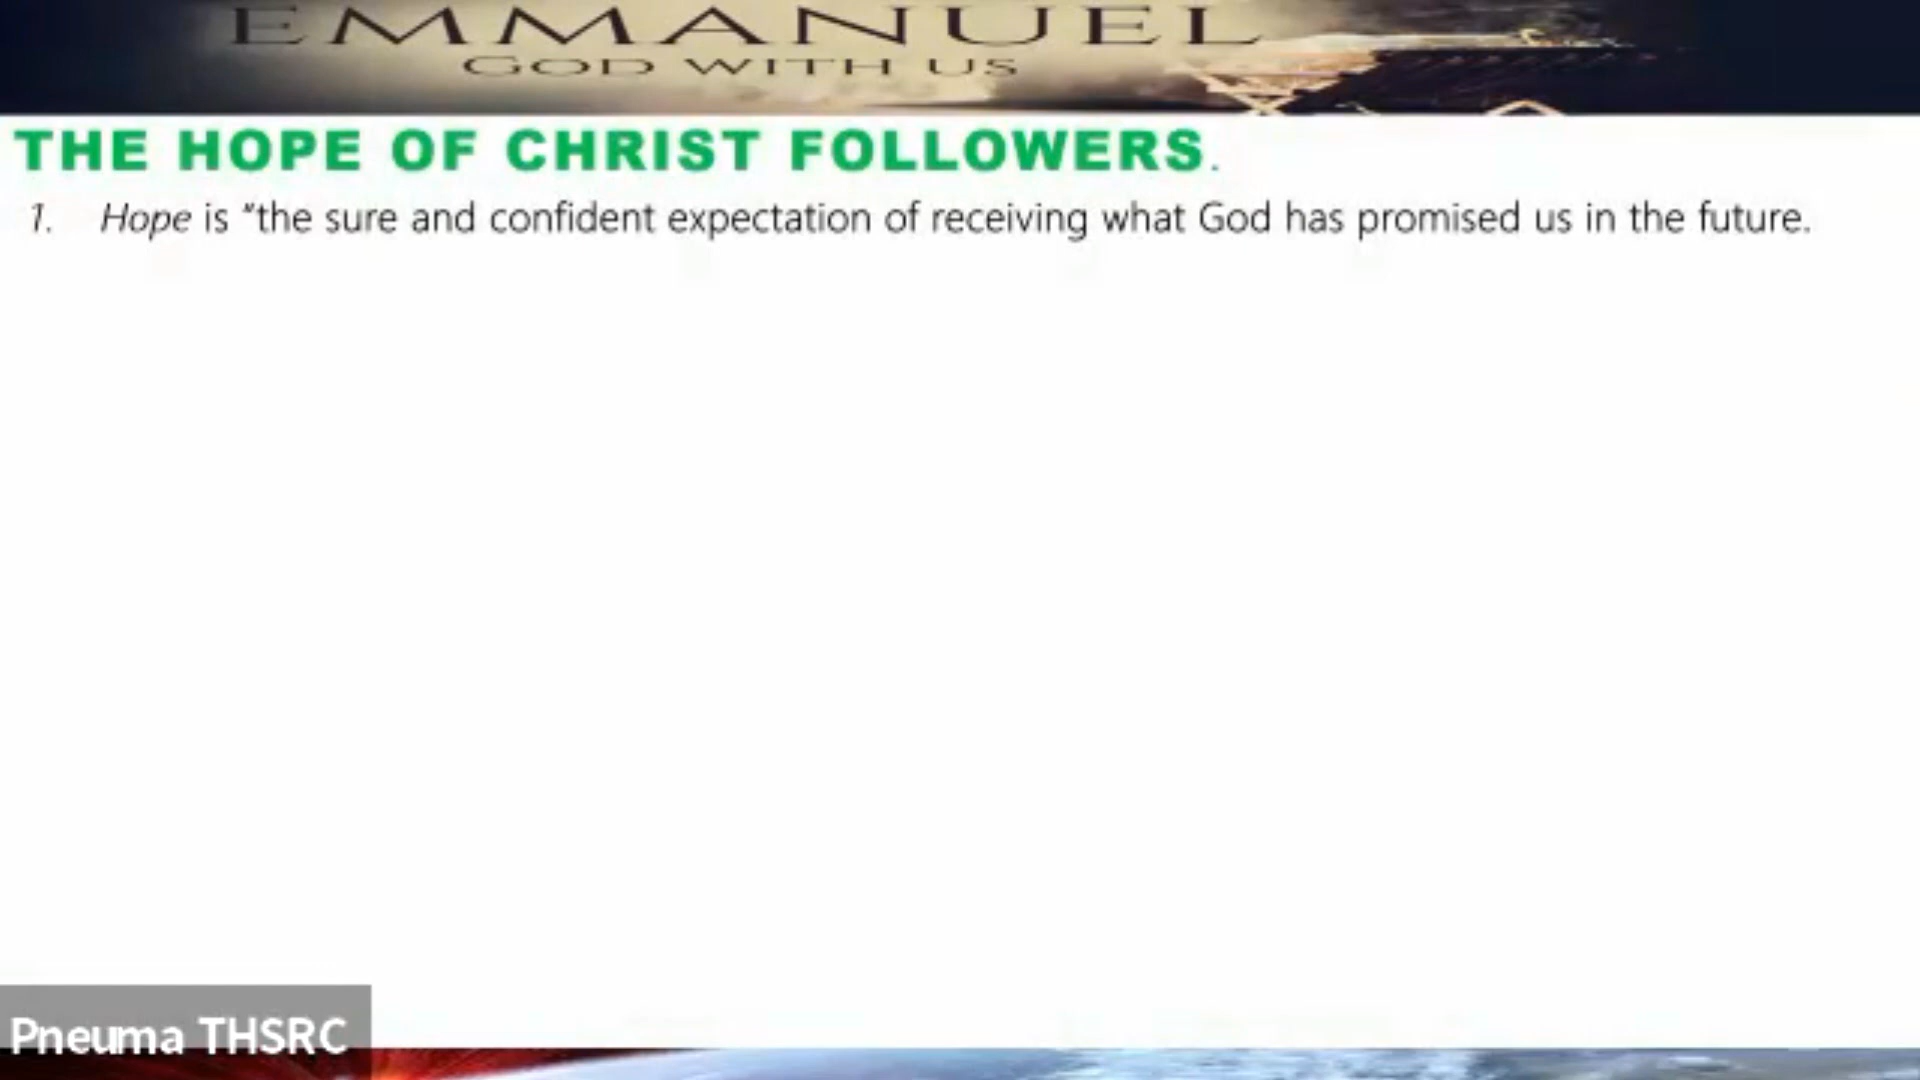 EMMANUEL
GOD WITH US
THE HOPE OF CHRIST FOLLOWERS.
1. Hope is "the sure and confident expectation of receiving what God has promised us in the future.
Pneuma THSRC